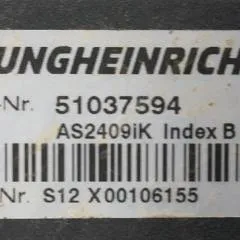 UNGHEINRICH
-Nr. 51037594
AS2409iK Index B
Nr. S12 X00106155